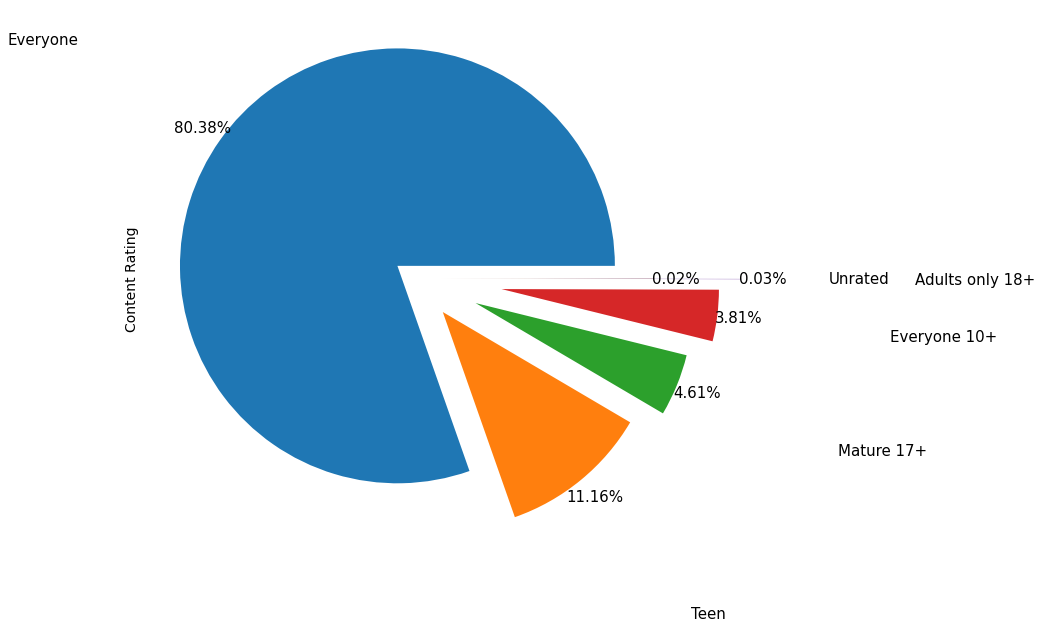 Everyone
80.38%
Content Rating
0.02%
0.03%
Unrated
Adults only 18+
3.81%
Everyone 10+
4.61%
Mature 17+
11.16%
Teen